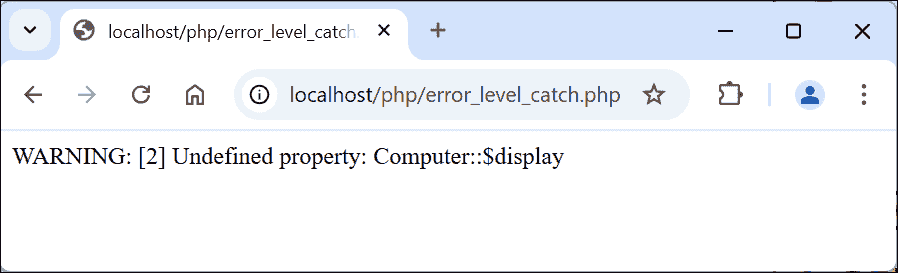 localhost/php/error_level_catch.
localhost/php/error_level_catch.php
WARNING: [2] Undefined property: Computer::$display